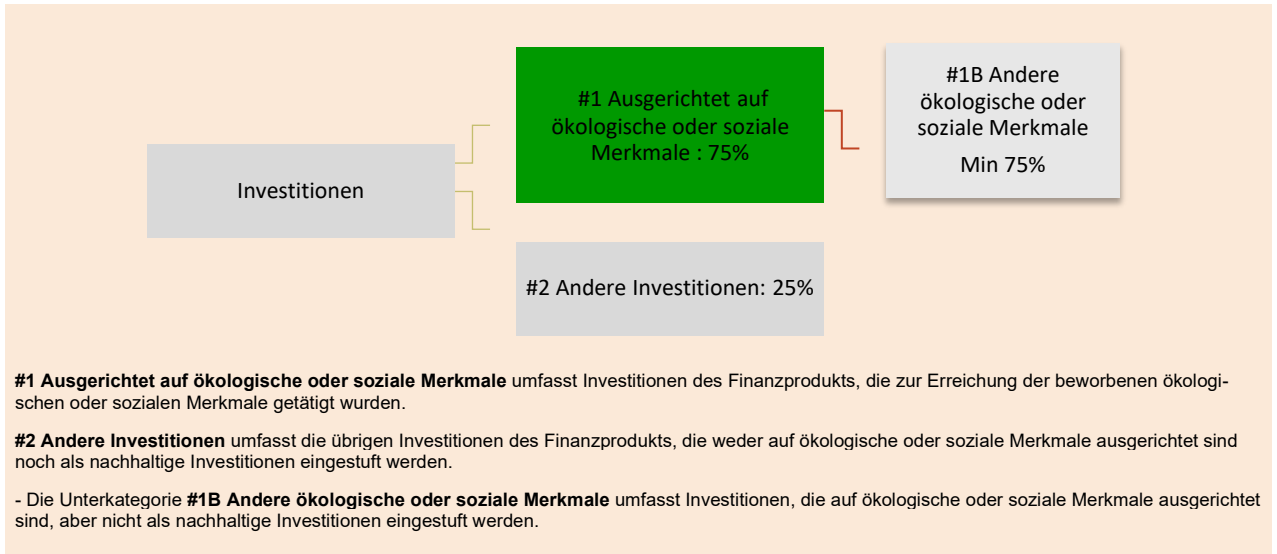 #1 Ausgerichtet auf
ökologische oder soziale
Merkmale : 75%
#1B Andere
ökologische oder
soziale Merkmale
Min 75%
Investitionen
#2 Andere Investitionen: 25%
#1 Ausgerichtet auf ökologische oder soziale Merkmale umfasst Investitionen des Finanzprodukts, die zur Erreichung der beworbenen ökologi-
schen oder sozialen Merkmale getätigt wurden.
#2 Andere Investitionen umfasst die übrigen Investitionen des Finanzprodukts, die weder auf ökologische oder soziale Merkmale ausgerichtet sind
noch als nachhaltige Investitionen eingestuft werden.
- Die Unterkategorie #1B Andere ökologische oder soziale Merkmale umfasst Investitionen, die auf ökologische oder soziale Merkmale ausgerichtet
sind, aber nicht als nachhaltige Investitionen eingestuft werden.